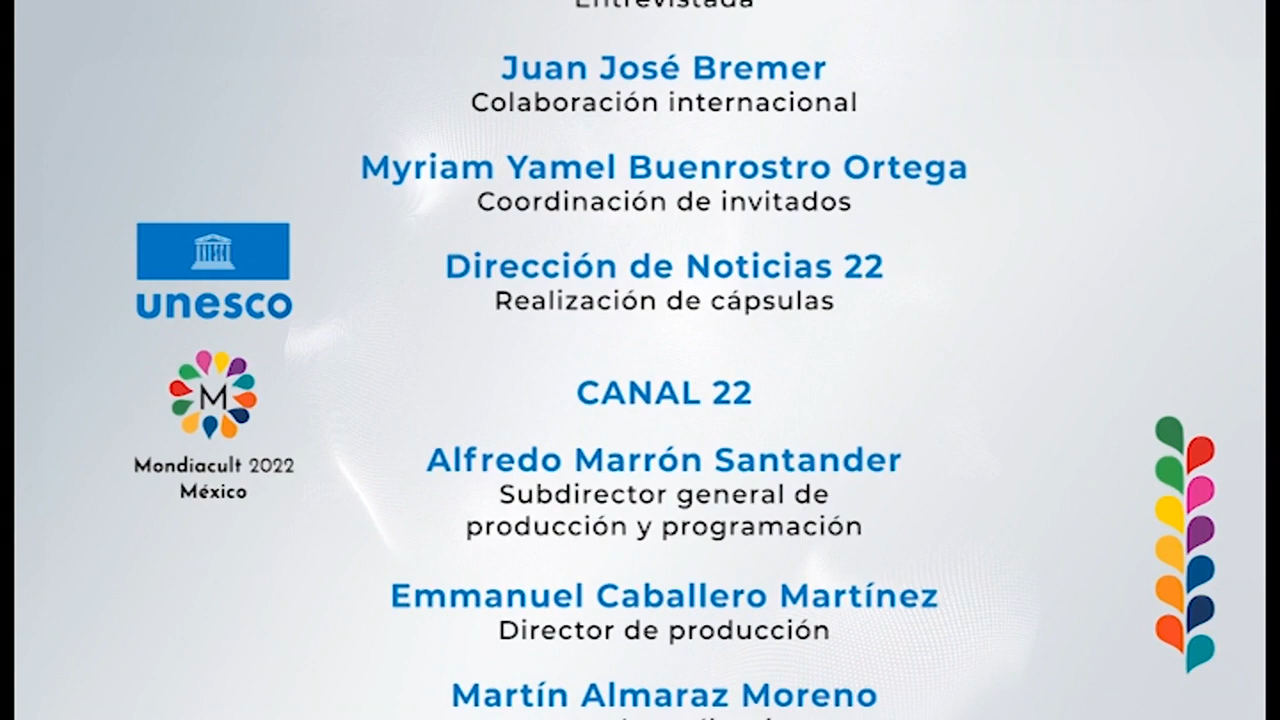 Entrevistada
Juan José Bremer
Colaboración internacional
Myriam Yamel Buenrostro Ortega
Coordinación de invitados
Dirección de Noticias 22
Realización de cápsulas
unesco
M
Mondiacult 2022
México
CANAL 22
Alfredo Marrón Santander
Subdirector general de
producción y programación
Emmanuel Caballero Martínez
Director de producción
Martín Almaraz Moreno